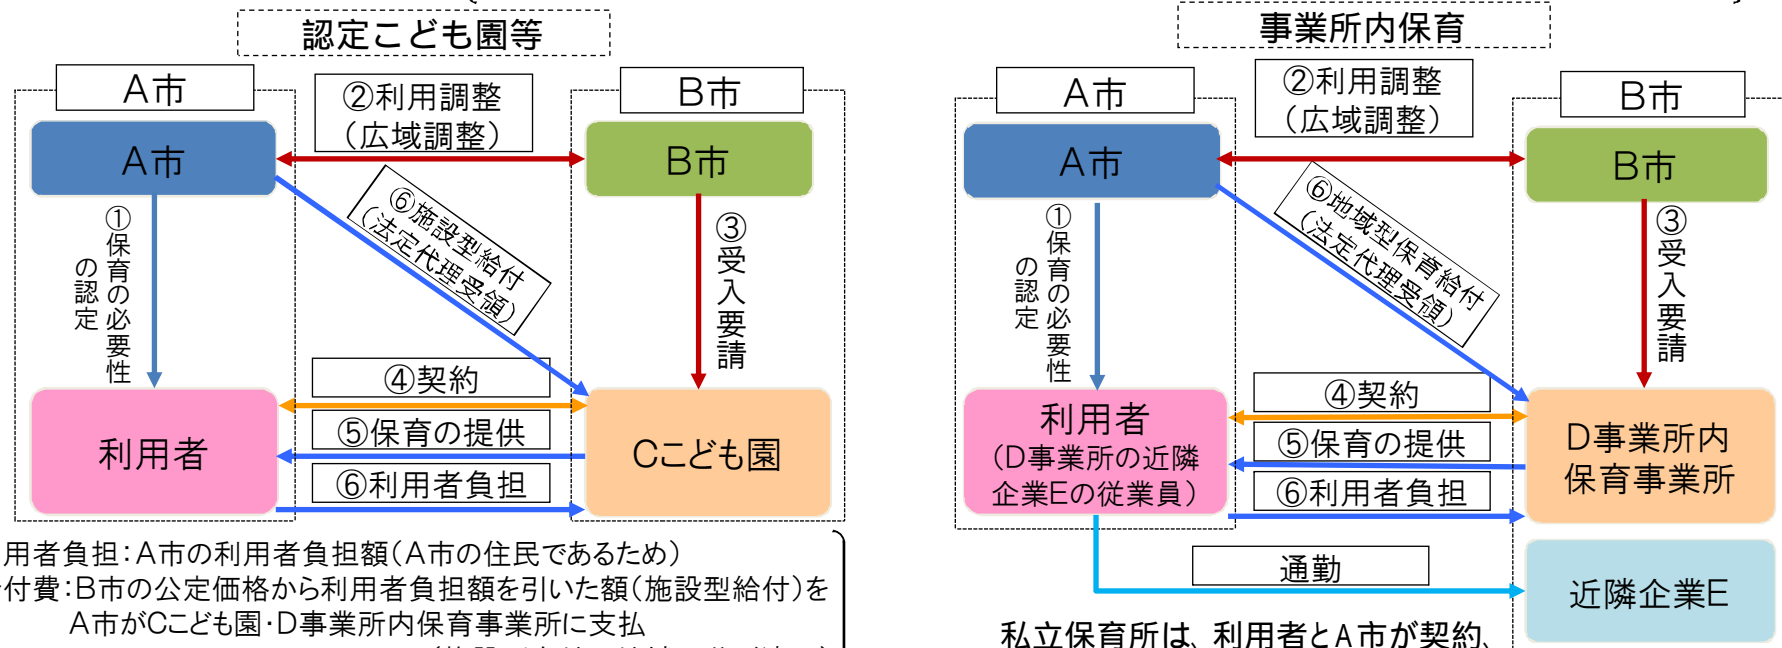 認定こども園等
A市
②利用調整
(広域調整)
B市
A市
B市
①保育の必要性
の認定
⑥施設型給付
(法定代理受領)
③受入要請
④契約
利用者
⑤保育の提供
Cこども園
⑥利用者負担
用者負担:A市の利用者負担額(A市の住民であるため)
付費:B市の公定価格から利用者負担額を引いた額(施設型給付)を
A市がCこども園・D事業所内保育事業所に支払
事業所内保育
A市
②利用調整
(広域調整)
B市
A市
B市
①保育の必要性
の認定
⑥地域型保育給付
(法定代理受領)
③受入要請
④契約
利用者
(D事業所の近隣
企業Eの従業員)
⑤保育の提供
D事業所内
保育事業所
⑥利用者負担
通勤
近隣企業E
私立保育所は、利用者とA市が契約、